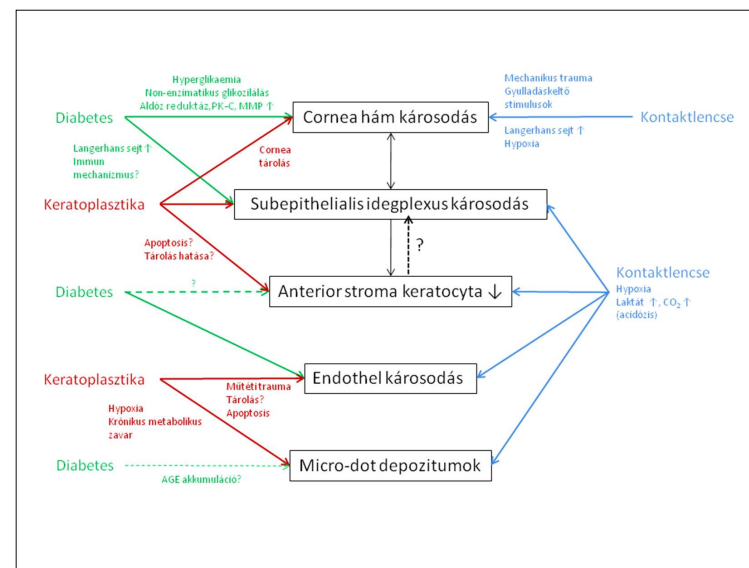 Hyperglikaemia
Non-enzimatikus glikozilálás
Aldóz reduktáz,PK-C, MMP ↑
Mechanikus trauma
Gyulladáskeltő
stimulusok
Diabetes
Cornea hám károsodás
Kontaktlencse
Langerhans sejt ↑
Hypoxia
Langerhans sejt ↑
Immun
mechanizmus?
Cornea
tárolás
Keratoplasztika
Subepithelialis idegplexus károsodás
Apoptosis?
Tárolás hatása?
?
Kontaktlencse
Hypoxia
Laktát ↑, CO₂ ↑
(acidózis)
Diabetes
?
Anterior stroma keratocyta ↓
Keratoplasztika
Endothel károsodás
Műtéti trauma
Tárolás?
Apoptosis
Hypoxia
Krónikus metabolikus
zavar
Diabetes
Micro-dot depozitumok
AGE akkumuláció?